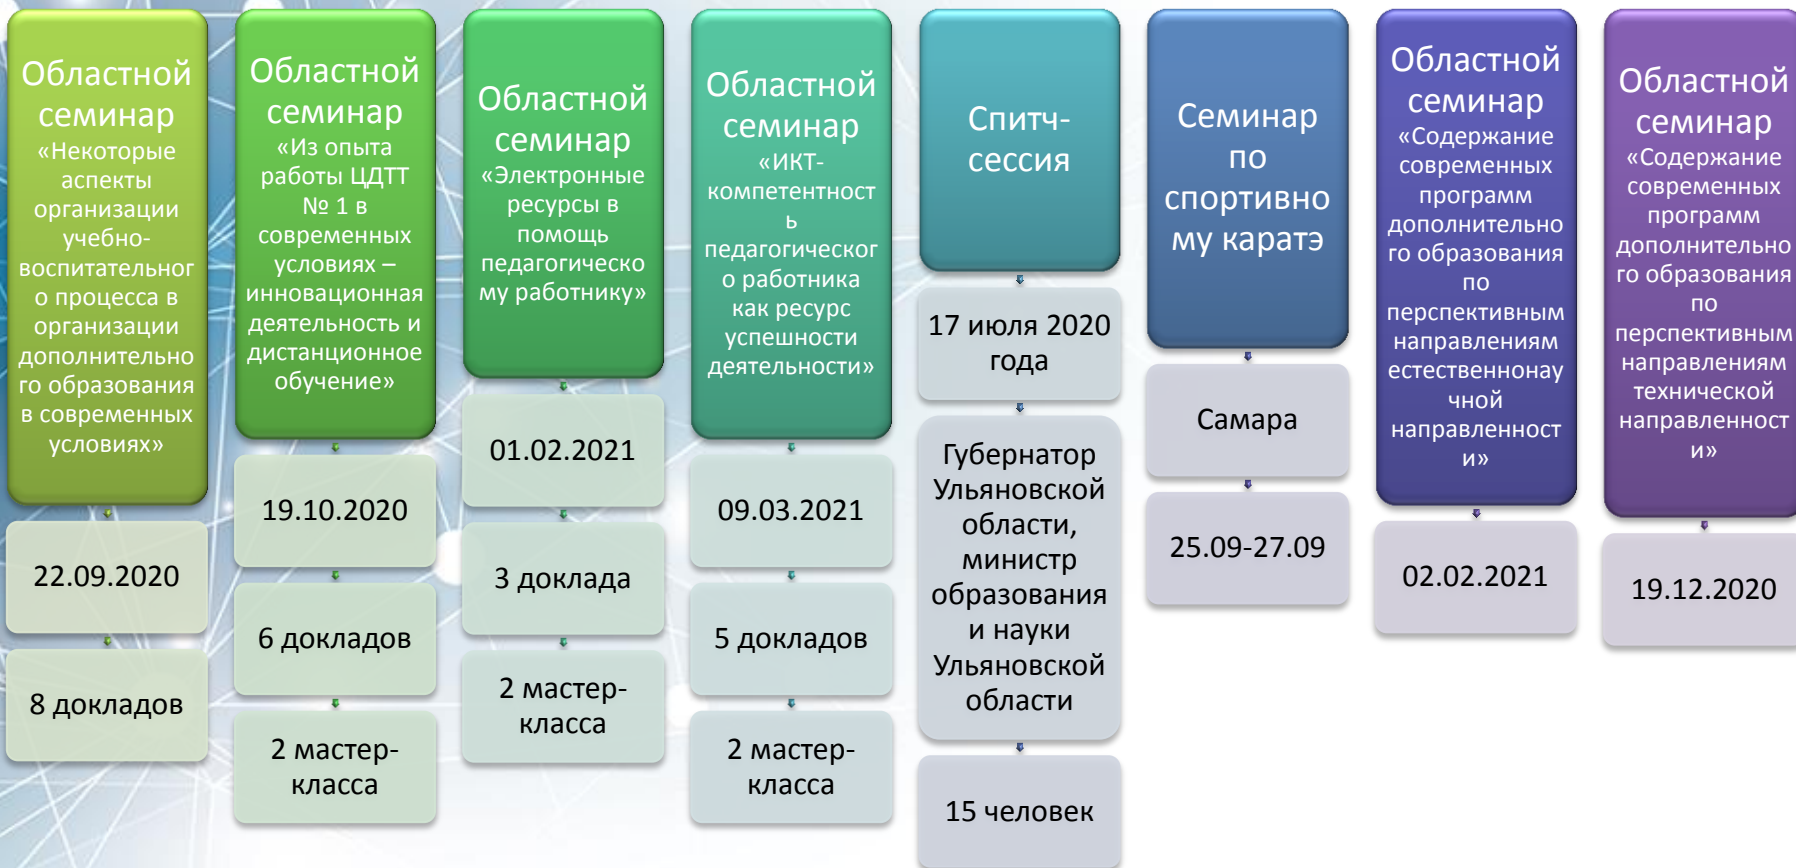 Областной
семинар
«Некоторые
аспекты
организации
учебно-
воспитательног
о процесса в
организации
дополнительно
го образования
в современных
условиях»
22.09.2020
8 докладов
Областной
семинар
«Из опыта
работы ЦДТТ
№ 1 в
современных
условиях –
инновационная
деятельность и
дистанционное
обучение»
19.10.2020
6 докладов
2 мастер-
класса
Областной
семинар
«Электронные
ресурсы в
помощь
педагогическо
му работнику»
01.02.2021
3 доклада
2 мастер-
класса
Областной
семинар
«ИКТ-
компетентност
ь
педагогическог
о работника
как ресурс
успешности
деятельности»
09.03.2021
5 докладов
2 мастер-
класса
Спитч-
сессия
17 июля 2020
года
Губернатор
Ульяновской
области,
министр
образования
и науки
Ульяновской
области
15 человек
Семинар
по
спортивно
му каратэ
Самара
25.09-27.09
Областной
семинар
«Содержание
современных
программ
дополнительно
го образования
по
перспективным
направлениям
естественнонау
чной
направленност
и»
02.02.2021
Областной
семинар
«Содержание
современных
программ
дополнительно
го образования
по
перспективным
направлениям
технической
направленност
и»
19.12.2020